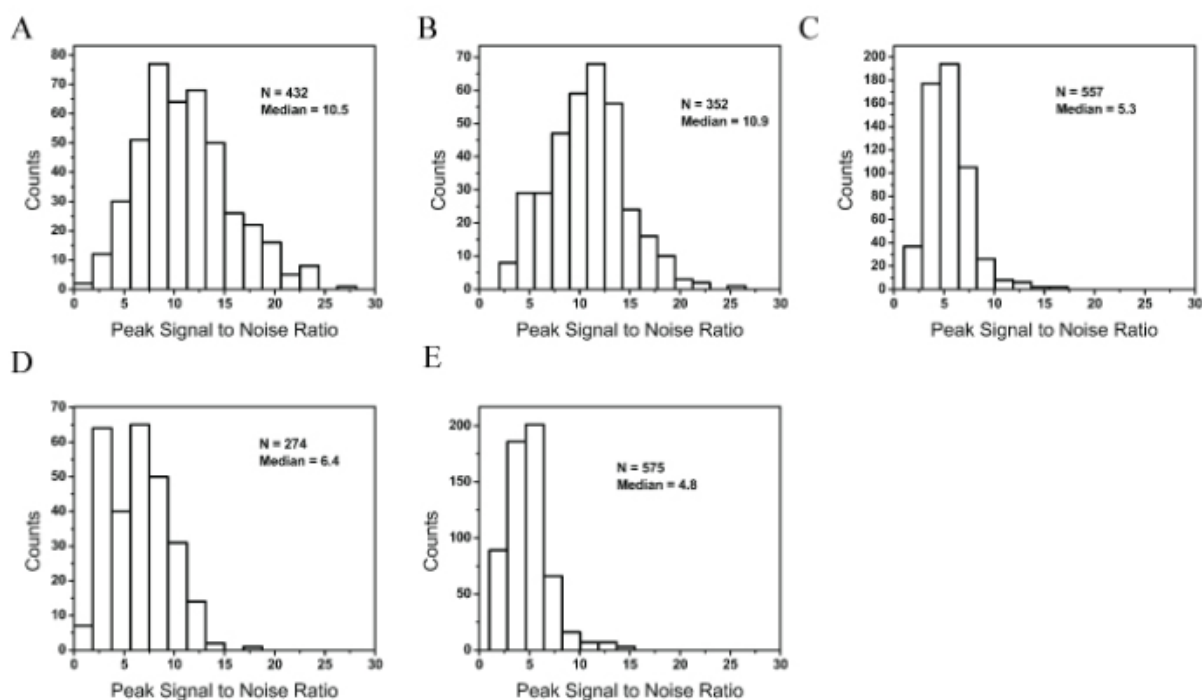 A
B
C
80
70
60
50
40
30
20
10
0
Counts
N = 432
Median = 10.5
0 5 10 15 20 25 30
Peak Signal to Noise Ratio
70
60
50
40
30
20
10
0
Counts
N = 352
Median = 10.9
0 5 10 15 20 25 30
Peak Signal to Noise Ratio
200
180
160
140
120
100
80
60
40
20
0
Counts
N = 557
Median = 5.3
0 5 10 15 20 25 30
Peak Signal to Noise Ratio
D
E
70
60
50
40
30
20
10
0
Counts
N = 274
Median = 6.4
0 5 10 15 20 25 30
Peak Signal to Noise Ratio
200
150
100
50
0
Counts
N = 575
Median = 4.8
0 5 10 15 20 25 30
Peak Signal to Noise Ratio